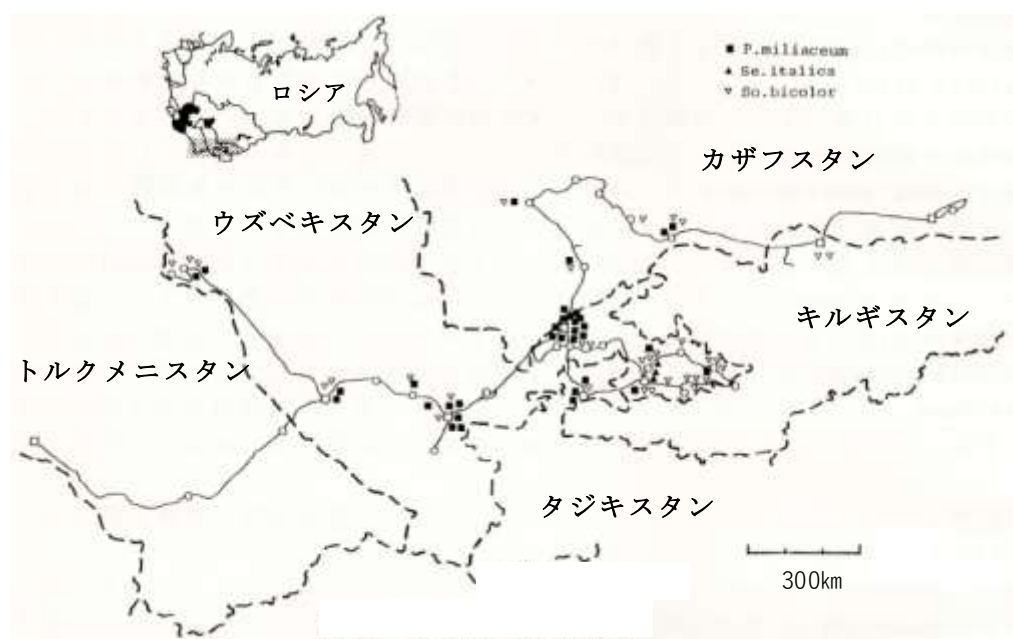 ロシア
■ P.miliaceum
▲ Se.italica
▽ So.bicolor
カザフスタン
ウズベキスタン
キルギスタン
トルクメニスタン
タジキスタン
300㎞